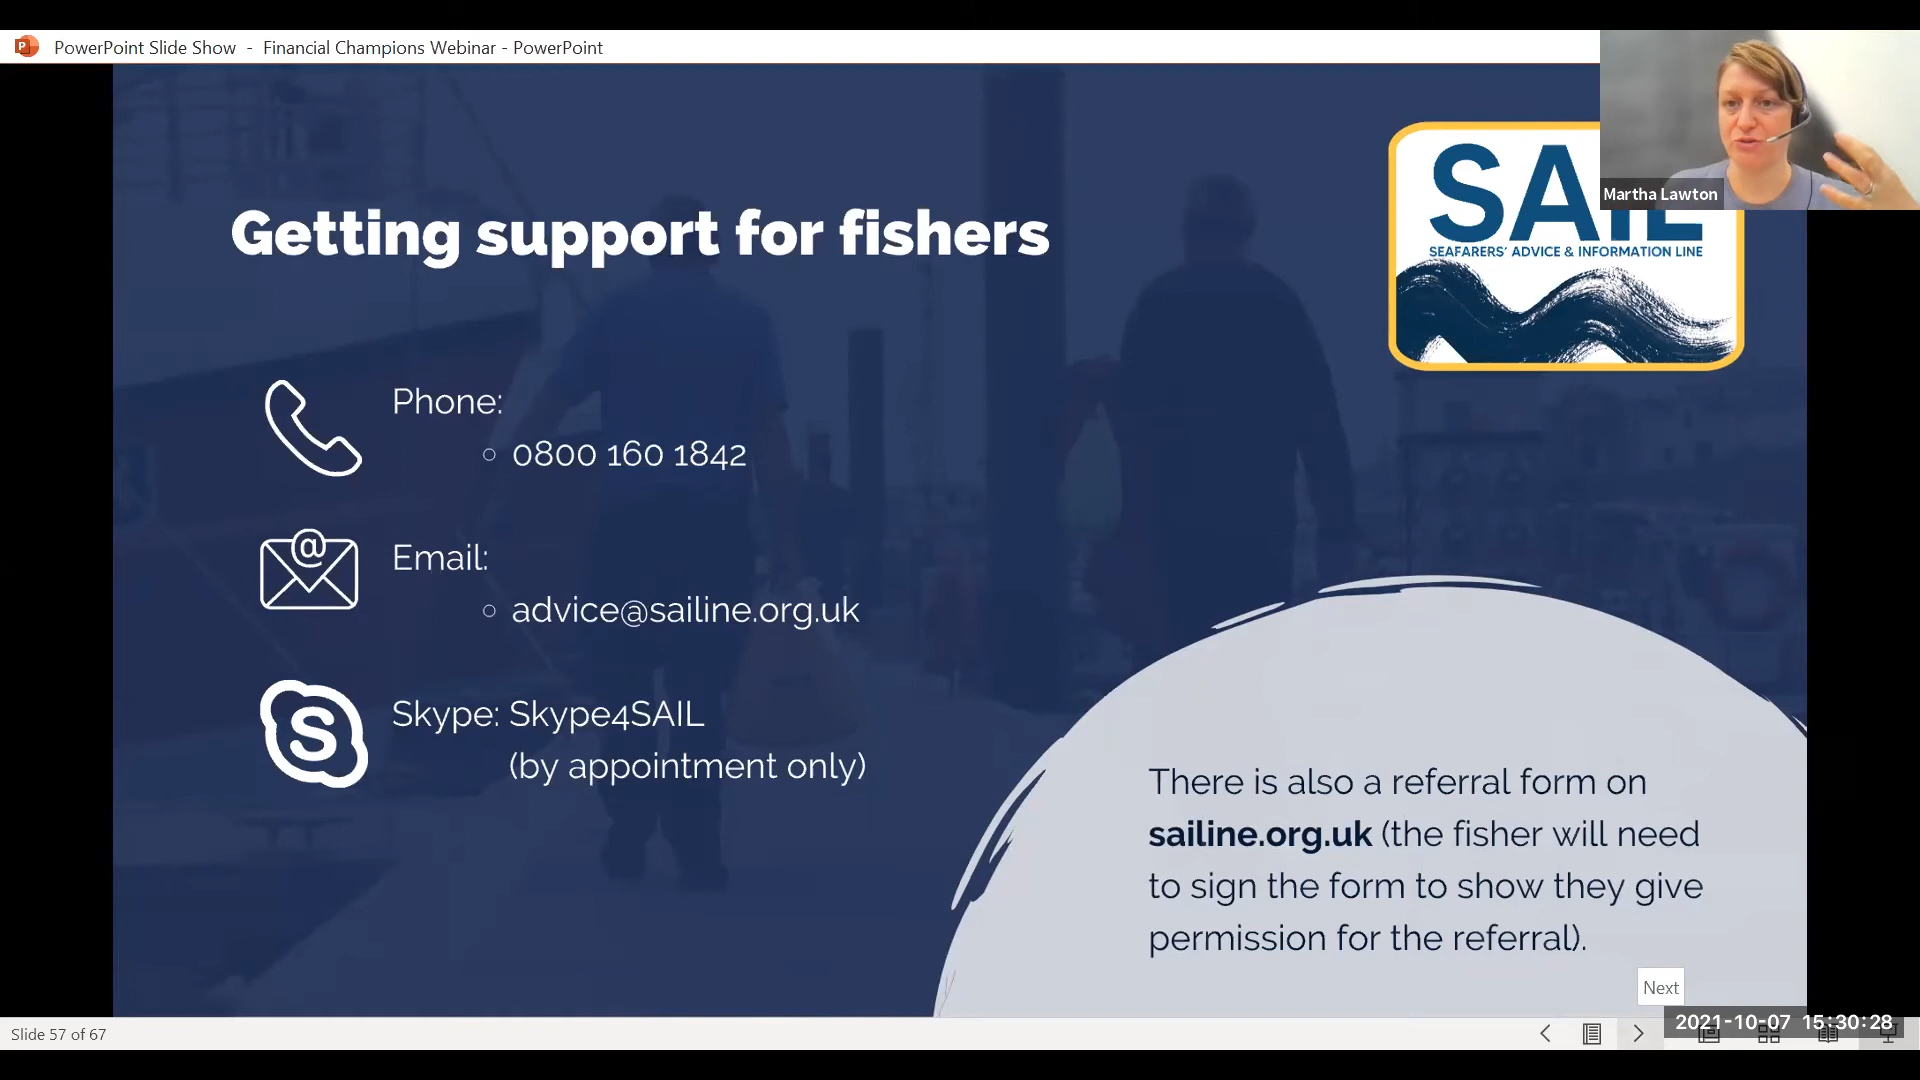 PowerPoint Slide Show - Financial Champions Webinar - PowerPoint
Martha Lawton
SAIL
SEAFARERS' ADVICE & INFORMATION LINE
Getting support for fishers
Phone:
0800 160 1842
@
Email:
advice@sailine.org.uk
S
Skype: Skype4SAIL
(by appointment only)
There is also a referral form on
sailine.org.uk (the fisher will need
to sign the form to show they give
permission for the referral).
Next
Slide 57 of 67
2021-10-07 15:30:28